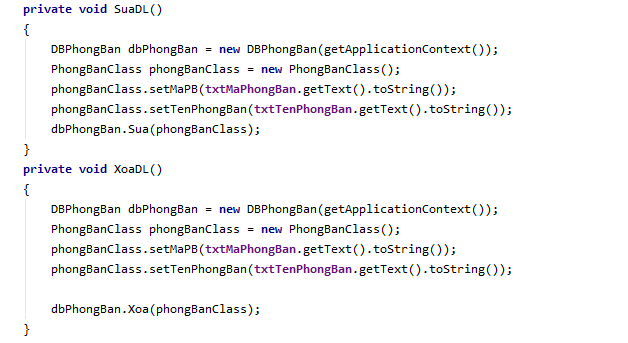 private void SuaDL()
{
    DBPhongBan dbPhongBan = new DBPhongBan(getApplicationContext());
    PhongBanClass phongBanClass = new PhongBanClass();
    phongBanClass.setMaPB(txtMaPhongBan.getText().toString());
    phongBanClass.setTenPhongBan(txtTenPhongBan.getText().toString());
    dbPhongBan.Sua(phongBanClass);
}
private void XoaDL()
{
    DBPhongBan dbPhongBan = new DBPhongBan(getApplicationContext());
    PhongBanClass phongBanClass = new PhongBanClass();
    phongBanClass.setMaPB(txtMaPhongBan.getText().toString());
    phongBanClass.setTenPhongBan(txtTenPhongBan.getText().toString());

    dbPhongBan.Xoa(phongBanClass);
}